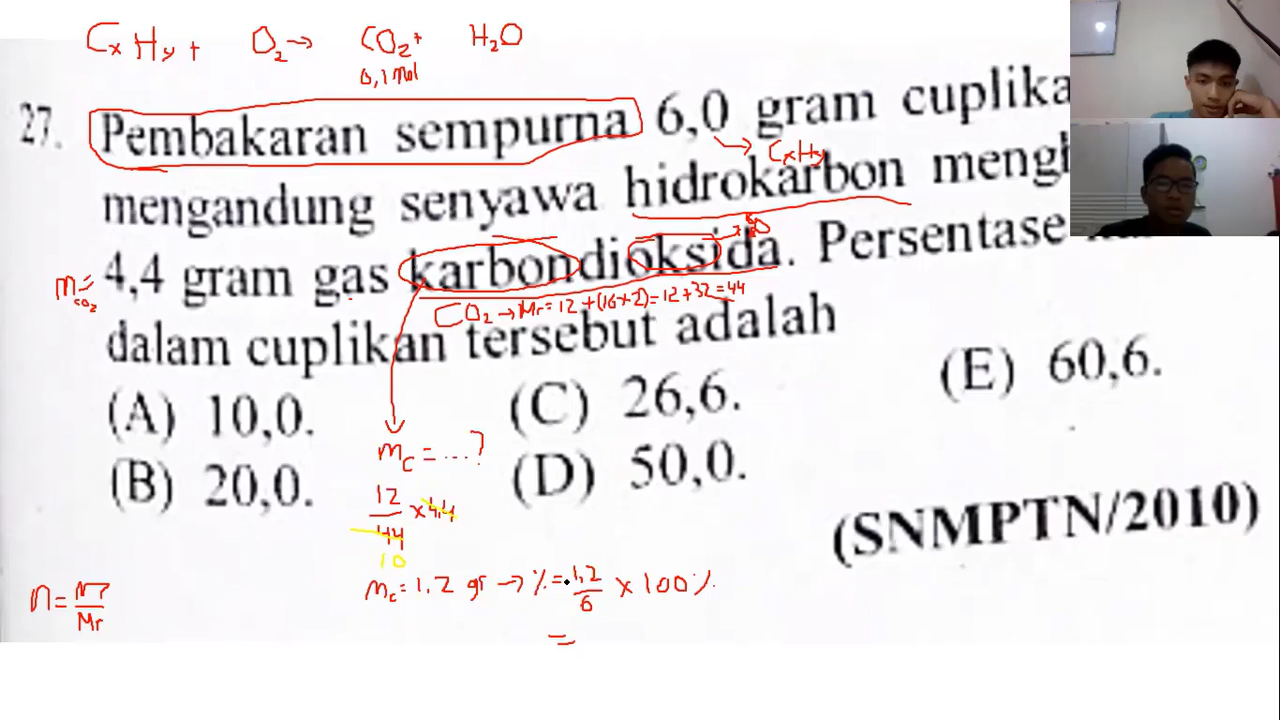 CxHy + O2 → CO2 + H2O
0,1 mol
27. Pembakaran sempurna 6,0 gram cuplika
→ CxHy
mengandung senyawa hidrokarbon mengh
m CO2 = 4,4 gram gas karbondioksida. Persentase
CO2 → Mr = 12 + (16 x 2) = 12 + 32 = 44
dalam cuplikan tersebut adalah
(A) 10,0. (C) 26,6. (E) 60,6.
(B) 20,0. (D) 50,0.
mC = ...?
12/44 x 4,4
10
(SNMPTN/2010)
n = m/Mr
mC = 1,2 gr → % = 1,2/6 x 100%
=